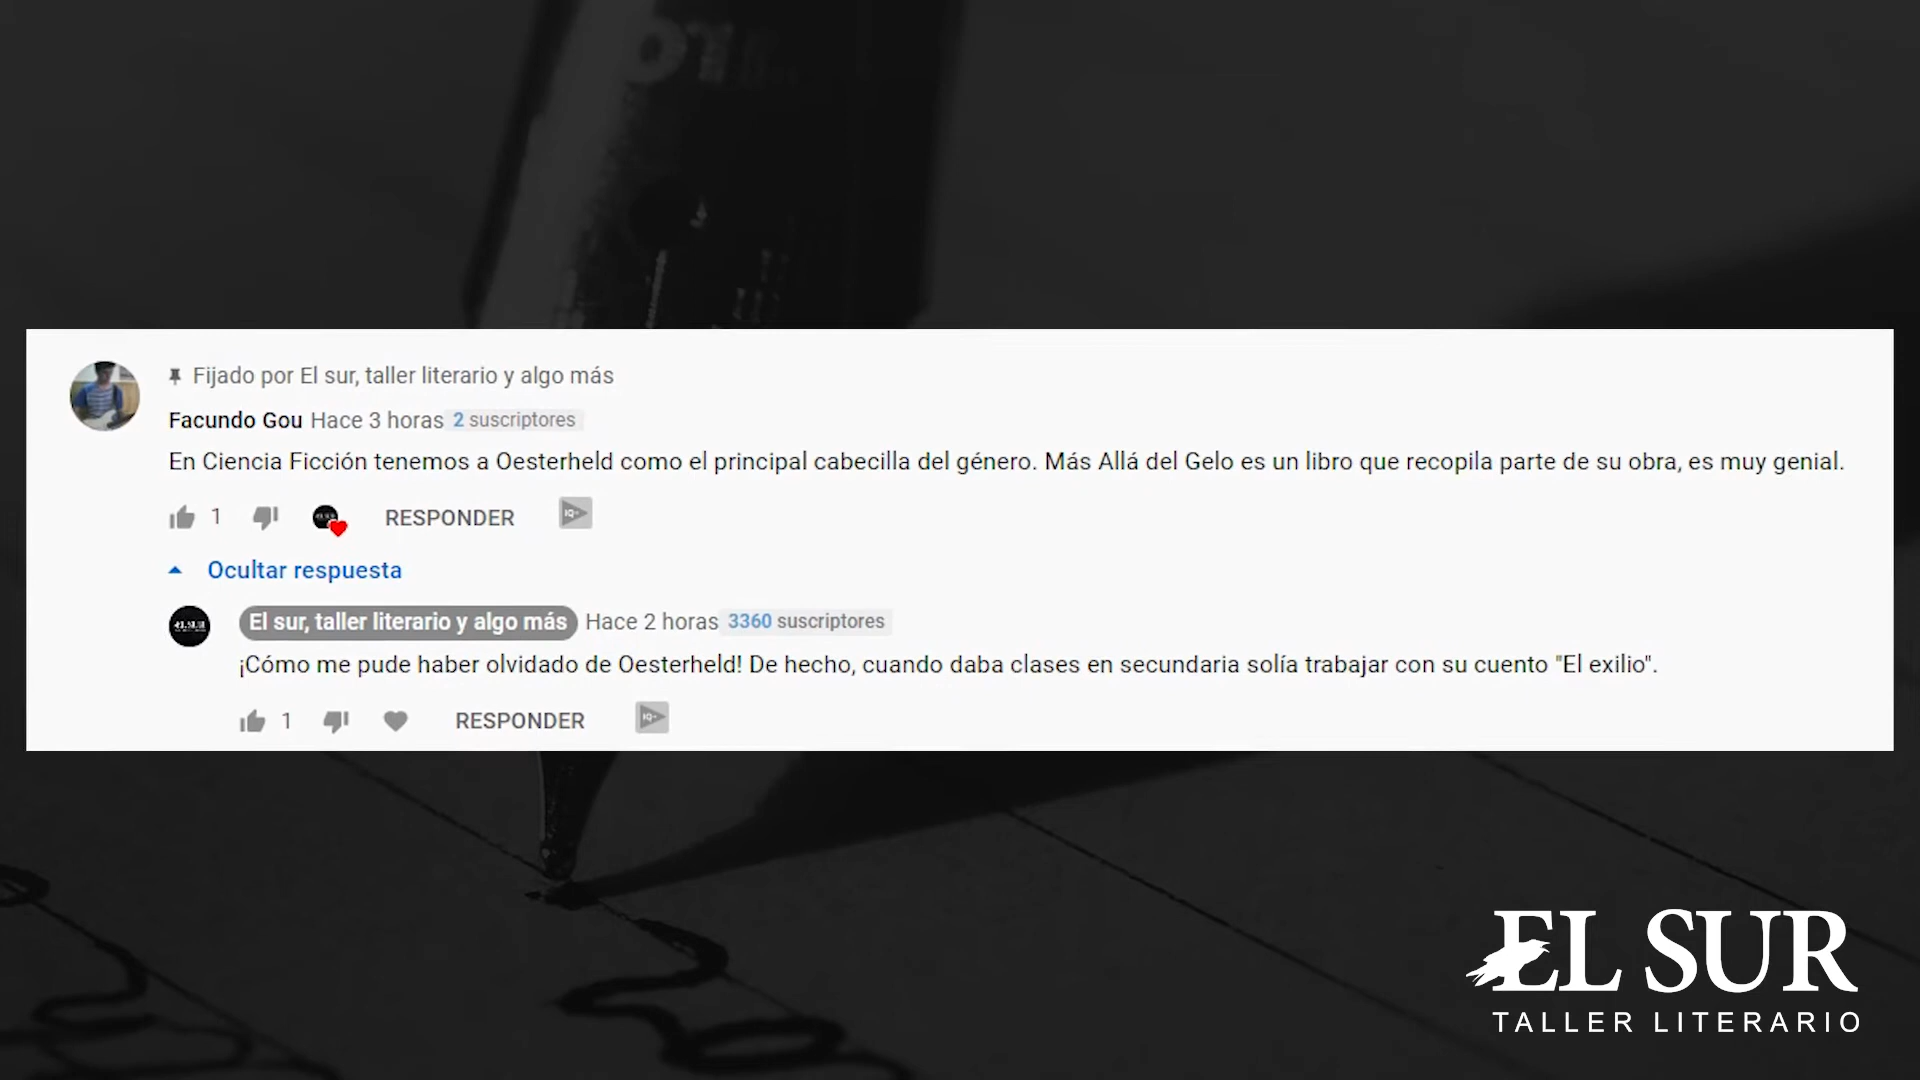 Fijado por El sur, taller literario y algo más
Facundo Gou Hace 3 horas 2 suscriptores
En Ciencia Ficción tenemos a Oesterheld como el principal cabecilla del género. Más Allá del Gelo es un libro que recopila parte de su obra, es muy genial.
1 RESPONDER IQ+
Ocultar respuesta
EL SUR
El sur, taller literario y algo más Hace 2 horas 3360 suscriptores
¡Cómo me pude haber olvidado de Oesterheld! De hecho, cuando daba clases en secundaria solía trabajar con su cuento "El exilio".
1 RESPONDER IQ+
EL SUR
TALLER LITERARIO